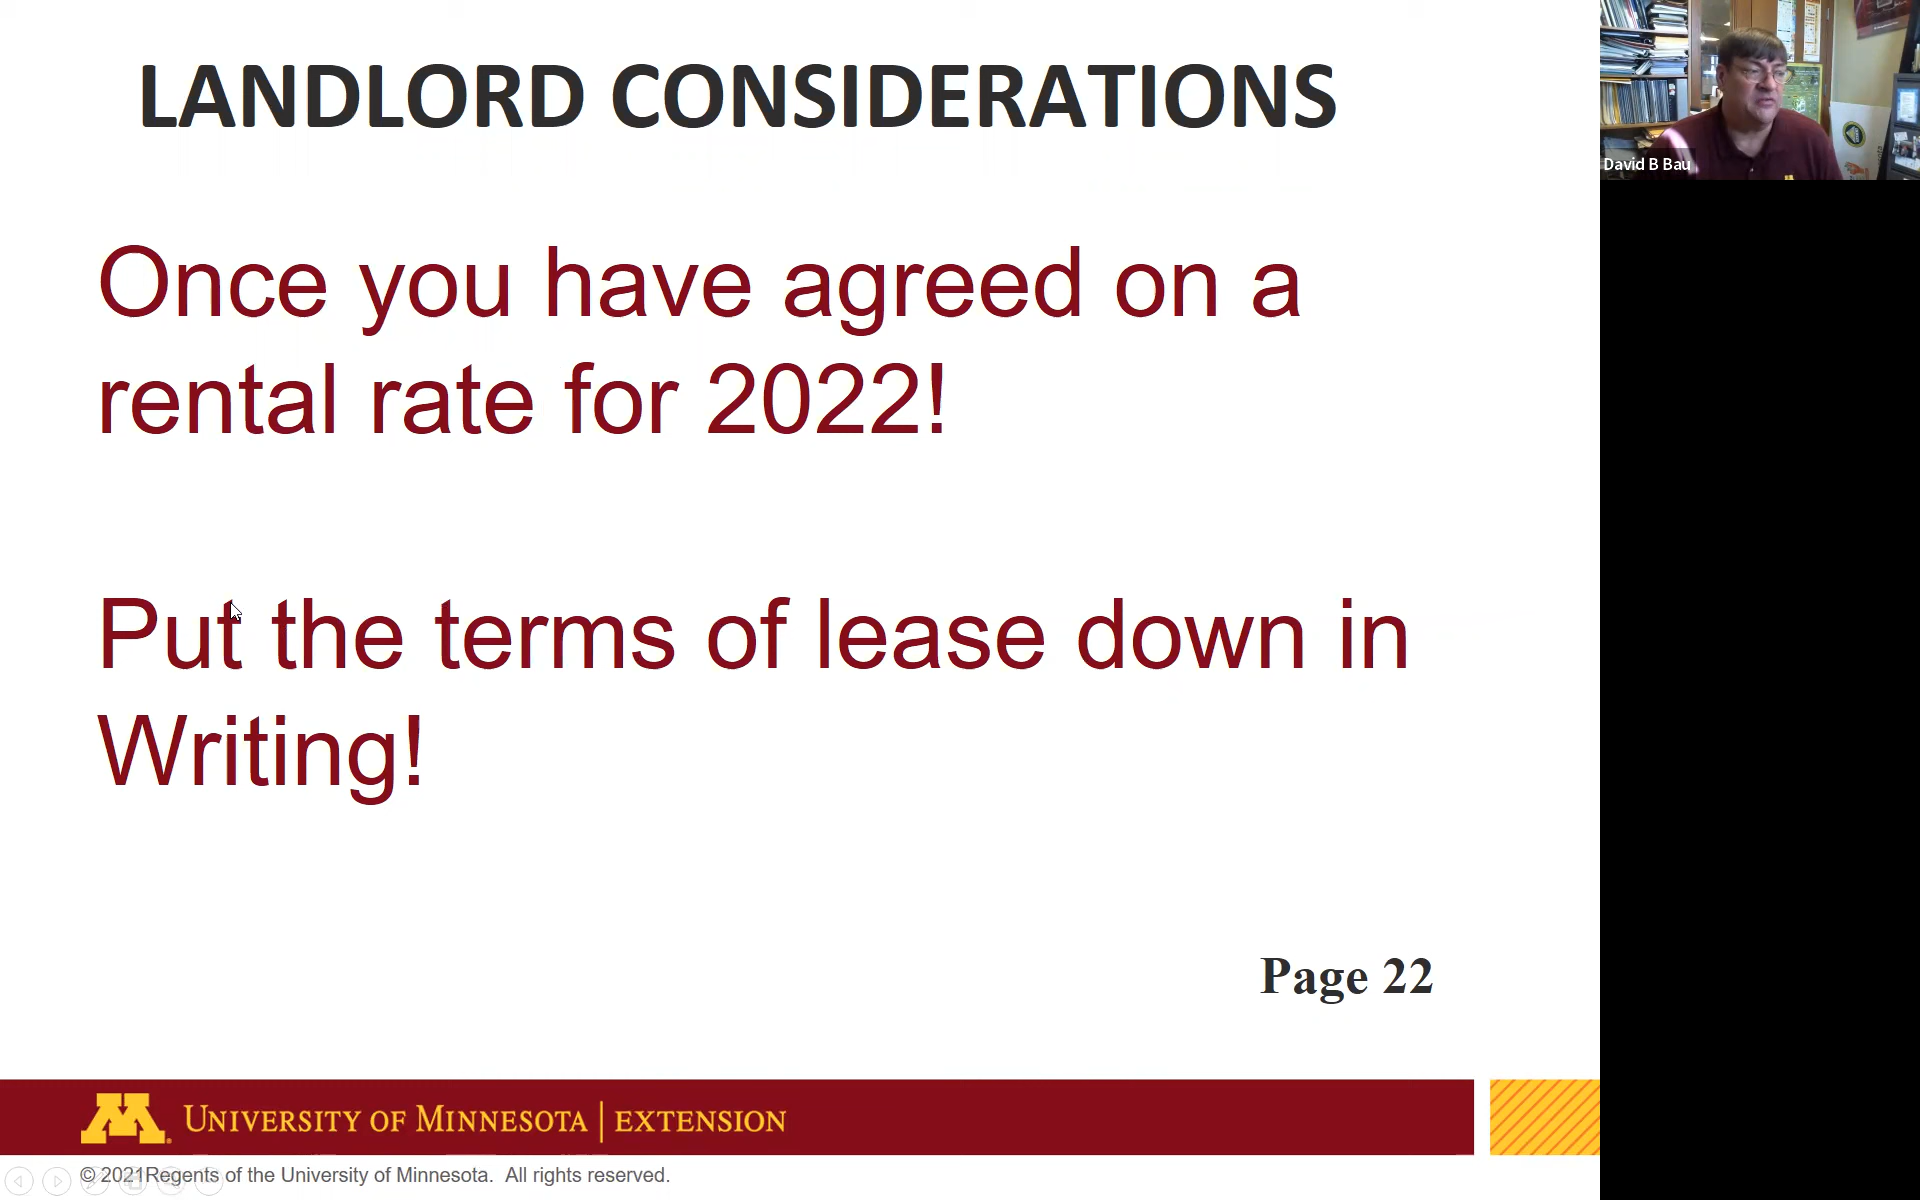 LANDLORD CONSIDERATIONS
Once you have agreed on a
rental rate for 2022!
Put the terms of lease down in
Writing!
Page 22
M UNIVERSITY OF MINNESOTA | EXTENSION
© 2021Regents of the University of Minnesota.  All rights reserved.
David B Bau